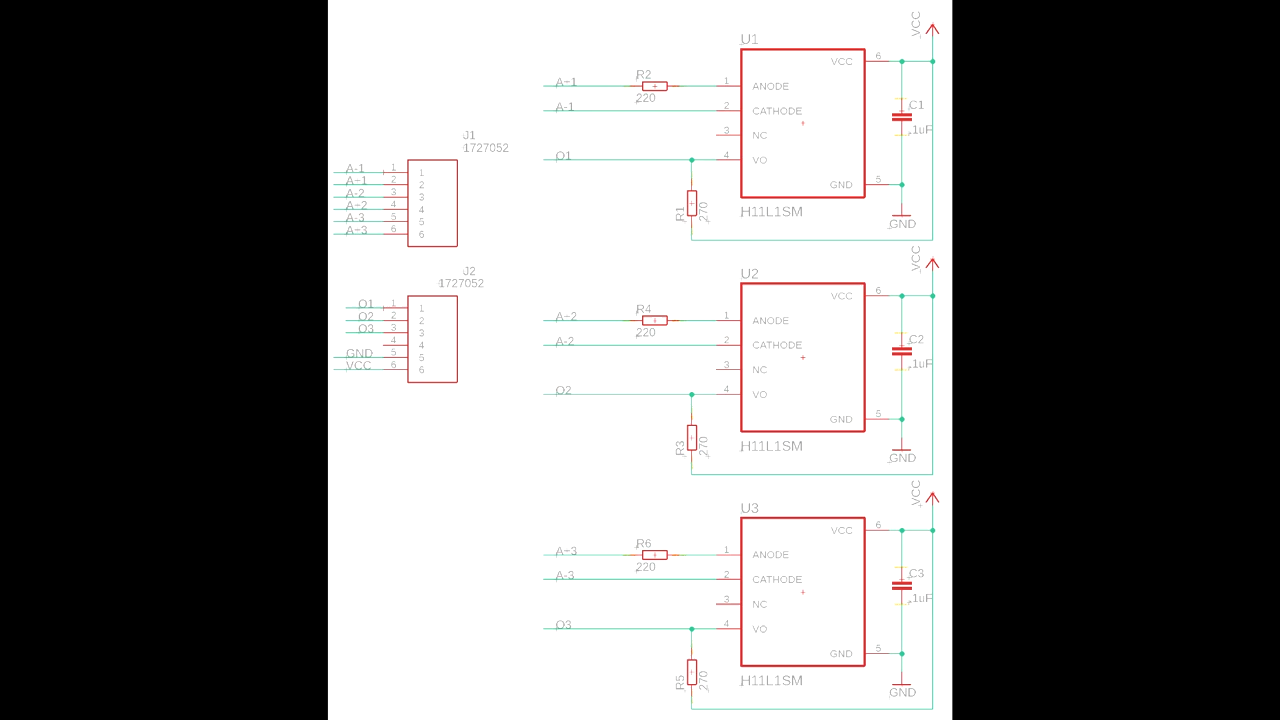 VCC
U1
VCC 6
R2
A+1
1 ANODE
220
C1
A-1
2 CATHODE
.1uF
3 NC
J1
1727052
O1
4 VO
A-1 1 1
A+1 2 2
A-2 3 3
A+2 4 4
A-3 5 5
A+3 6 6
GND 5
R1
270
H11L1SM
GND
VCC
J2
1727052
U2
VCC 6
O1 1 1
O2 2 2
O3 3 3
4 4
GND 5 5
VCC 6 6
R4
A+2
1 ANODE
220
C2
A-2
2 CATHODE
.1uF
3 NC
O2
4 VO
GND 5
R3
270
H11L1SM
GND
VCC
U3
VCC 6
R6
A+3
1 ANODE
220
C3
A-3
2 CATHODE
.1uF
3 NC
O3
4 VO
GND 5
R5
270
H11L1SM
GND